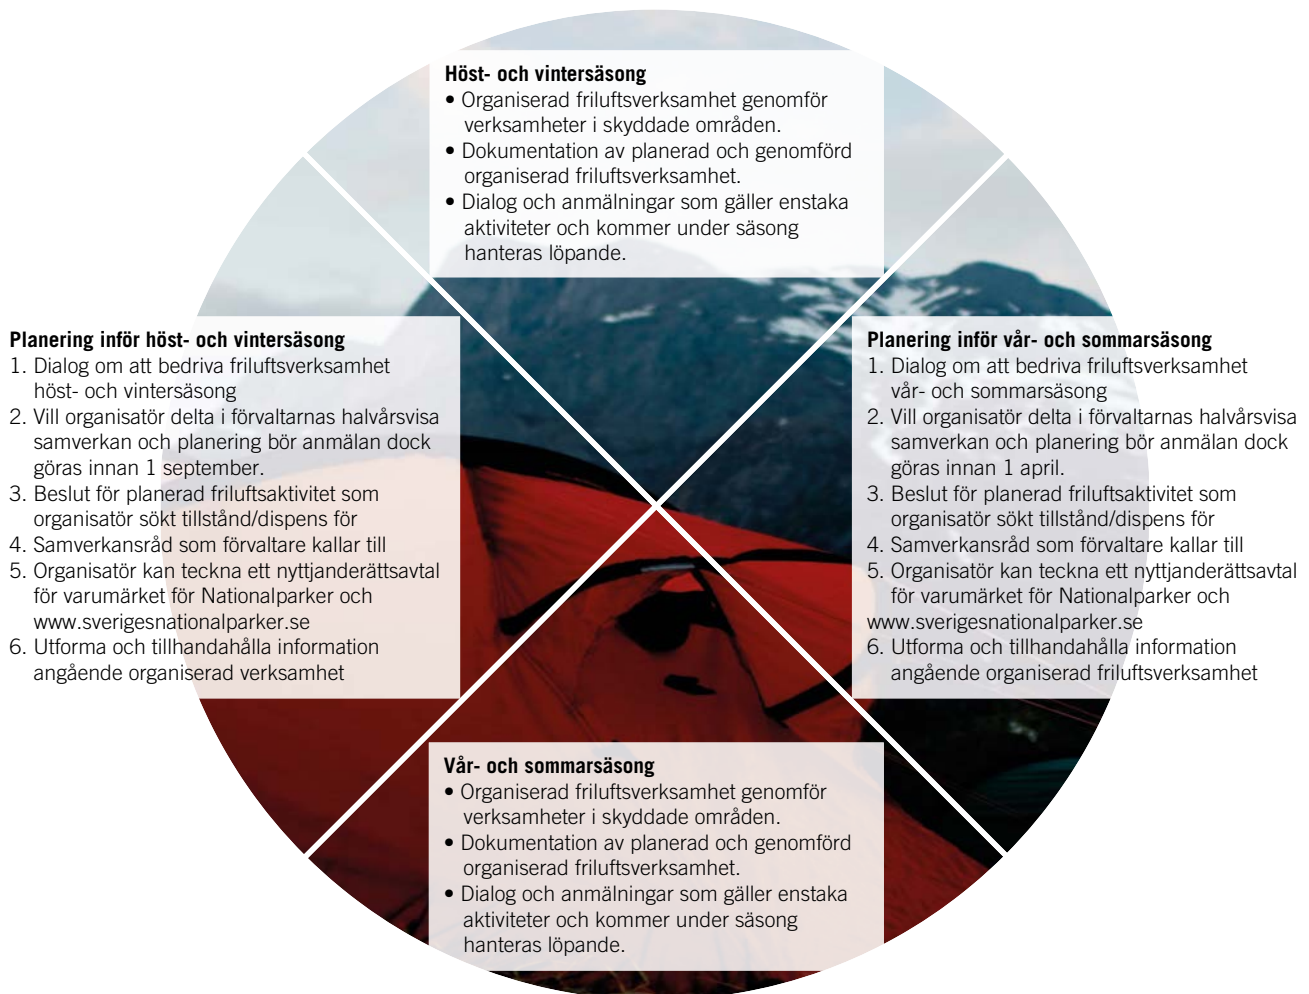 Höst- och vintersäsong
• Organiserad friluftsverksamhet genomför
verksamheter i skyddade områden.
• Dokumentation av planerad och genomförd
organiserad friluftsverksamhet.
• Dialog och anmälningar som gäller enstaka
aktiviteter och kommer under säsong
hanteras löpande.
Planering inför höst- och vintersäsong
1. Dialog om att bedriva friluftsverksamhet
höst- och vintersäsong
2. Vill organisatör delta i förvaltarnas halvårsvisa
samverkan och planering bör anmälan dock
göras innan 1 september.
3. Beslut för planerad friluftsaktivitet som
organisatör sökt tillstånd/dispens för
4. Samverkansråd som förvaltare kallar till
5. Organisatör kan teckna ett nyttjanderättsavtal
för varumärket för Nationalparker och
www.sverigesnationalparker.se
6. Utforma och tillhandahålla information
angående organiserad verksamhet
Planering inför vår- och sommarsäsong
1. Dialog om att bedriva friluftsverksamhet
vår- och sommarsäsong
2. Vill organisatör delta i förvaltarnas halvårsvisa
samverkan och planering bör anmälan dock
göras innan 1 april.
3. Beslut för planerad friluftsaktivitet som
organisatör sökt tillstånd/dispens för
4. Samverkansråd som förvaltare kallar till
5. Organisatör kan teckna ett nyttjanderättsavtal
för varumärket för Nationalparker och
www.sverigesnationalparker.se
6. Utforma och tillhandahålla information
angående organiserad friluftsverksamhet
Vår- och sommarsäsong
• Organiserad friluftsverksamhet genomför
verksamheter i skyddade områden.
• Dokumentation av planerad och genomförd
organiserad friluftsverksamhet.
• Dialog och anmälningar som gäller enstaka
aktiviteter och kommer under säsong
hanteras löpande.